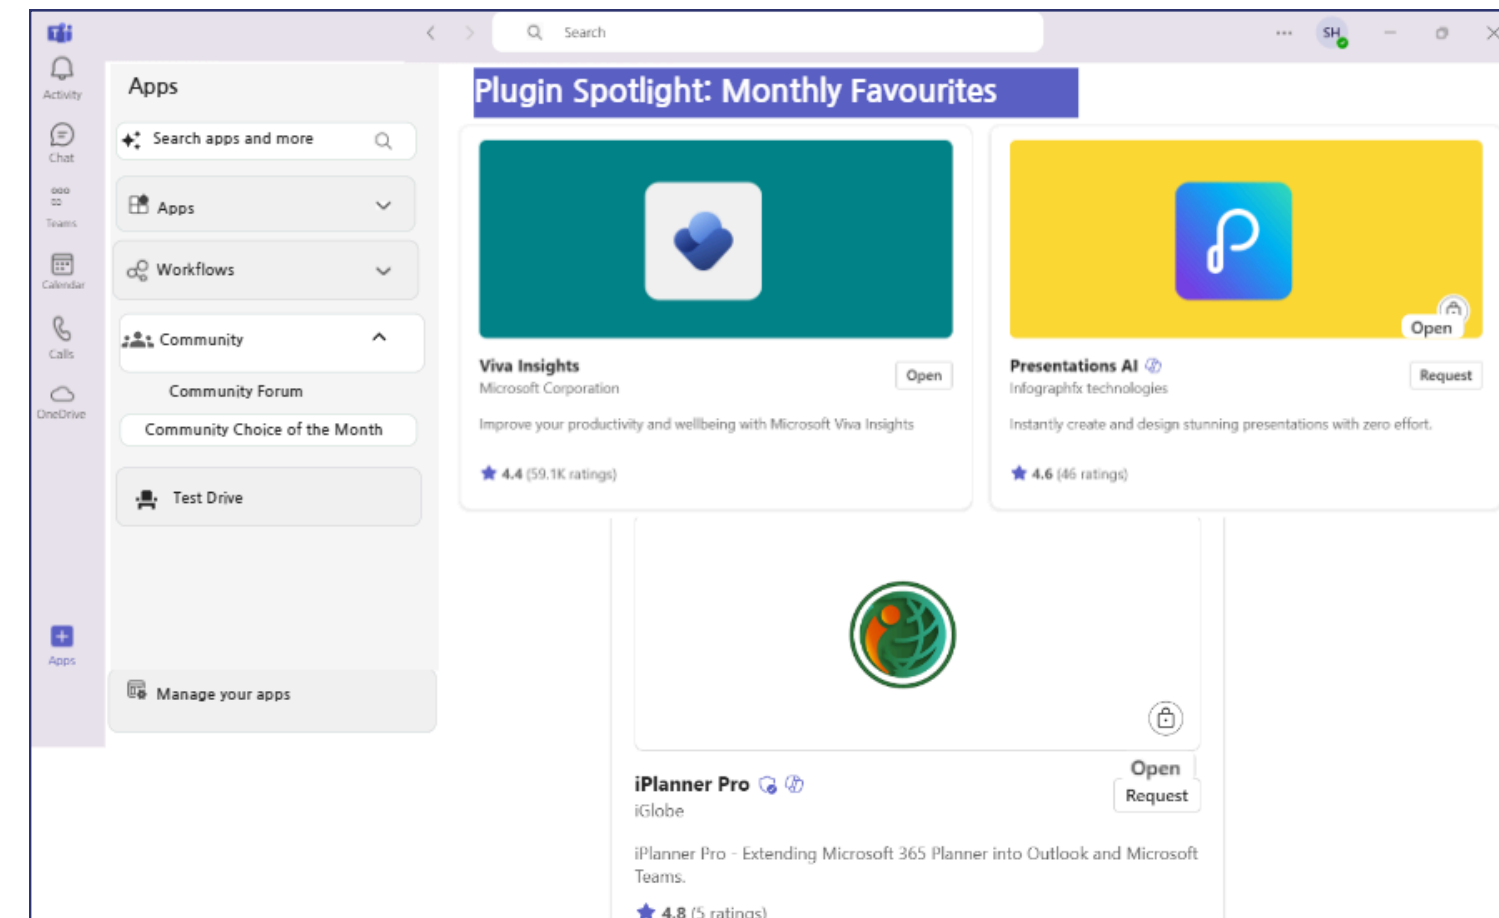 Search
SH
Activity
Chat
Teams
Calendar
Calls
OneDrive
Apps
Apps
Search apps and more
Apps
Workflows
Community
Community Forum
Community Choice of the Month
Test Drive
Manage your apps
Plugin Spotlight: Monthly Favourites
Viva Insights
Microsoft Corporation
Open
Improve your productivity and wellbeing with Microsoft Viva Insights
4.4 (59.1K ratings)
Open
Presentations AI
Infographfx technologies
Request
Instantly create and design stunning presentations with zero effort.
4.6 (46 ratings)
iPlanner Pro
iGlobe
Open
Request
iPlanner Pro - Extending Microsoft 365 Planner into Outlook and Microsoft
Teams.
4.8 (5 ratings)